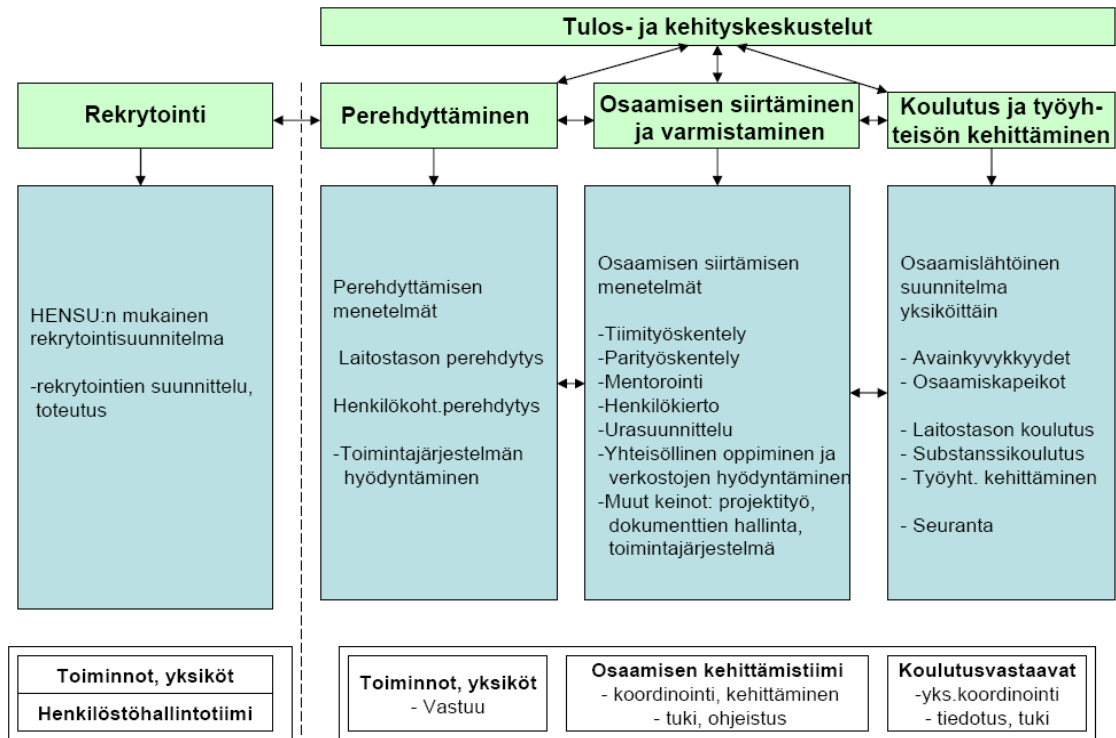 Tulos- ja kehityskeskustelut
Rekrytointi
Perehdyttäminen
Osaamisen siirtäminen
ja varmistaminen
Koulutus ja työyh-
teisön kehittäminen
HENSU:n mukainen
rekrytointisuunnitelma
-rekrytointien suunnittelu,
toteutus
Perehdyttämisen
menetelmät
Laitostason perehdytys
Henkilökoht.perehdytys
-Toimintajärjestelmän
hyödyntäminen
Osaamisen siirtämisen
menetelmät
-Tiimityöskentely
-Parityöskentely
-Mentorointi
-Henkilökierto
-Urasuunnittelu
-Yhteisöllinen oppiminen ja
verkostojen hyödyntäminen
-Muut keinot: projektityö,
dokumenttien hallinta,
toimintajärjestelmä
Osaamislähtöinen
suunnitelma
yksiköittäin
- Avainkyvykkyydet
- Osaamiskapeikot
- Laitostason koulutus
- Substanssikoulutus
- Työyht. kehittäminen
- Seuranta
Toiminnot, yksiköt
Henkilöstöhallintotiimi
Toiminnot, yksiköt
- Vastuu
Osaamisen kehittämistiimi
- koordinointi, kehittäminen
- tuki, ohjeistus
Koulutusvastaavat
-yks.koordinointi
- tiedotus, tuki